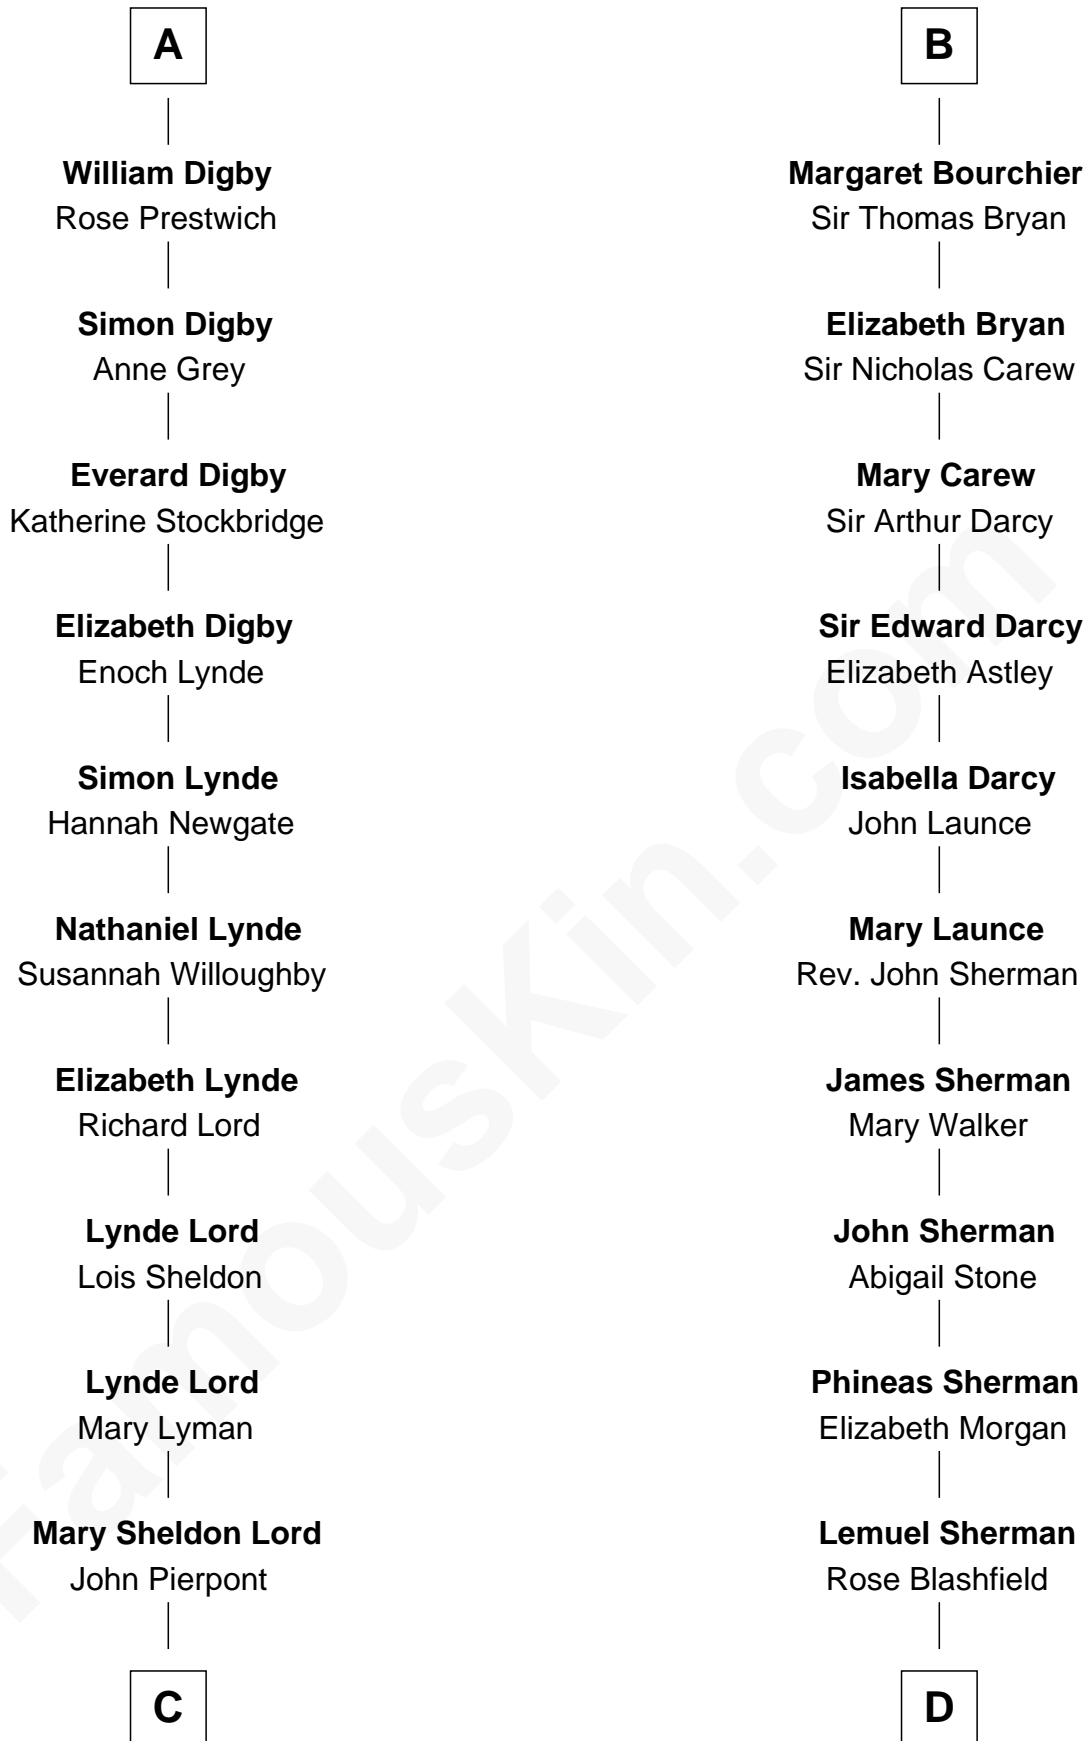 A
William Digby
Rose Prestwich
Simon Digby
Anne Grey
Everard Digby
Katherine Stockbridge
Elizabeth Digby
Enoch Lynde
Simon Lynde
Hannah Newgate
Nathaniel Lynde
Susannah Willoughby
Elizabeth Lynde
Richard Lord
Lynde Lord
Lois Sheldon
Lynde Lord
Mary Lyman
Mary Sheldon Lord
John Pierpont
C
B
Margaret Bourchier
Sir Thomas Bryan
Elizabeth Bryan
Sir Nicholas Carew
Mary Carew
Sir Arthur Darcy
Sir Edward Darcy
Elizabeth Astley
Isabella Darcy
John Launce
Mary Launce
Rev. John Sherman
James Sherman
Mary Walker
John Sherman
Abigail Stone
Phineas Sherman
Elizabeth Morgan
Lemuel Sherman
Rose Blashfield
D
FamousKin.com